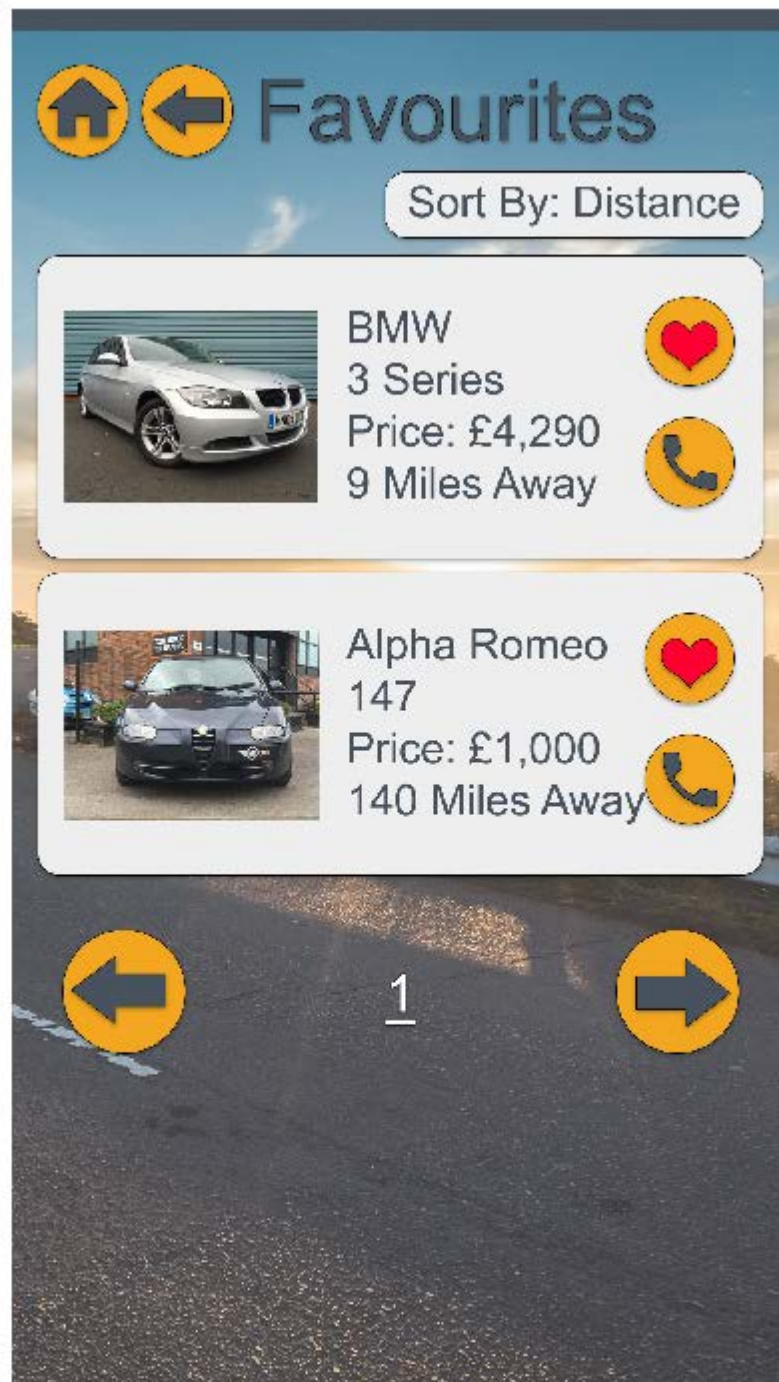 Favourites
Sort By: Distance
BMW
3 Series
Price: £4,290
9 Miles Away
Alpha Romeo
147
Price: £1,000
140 Miles Away
1